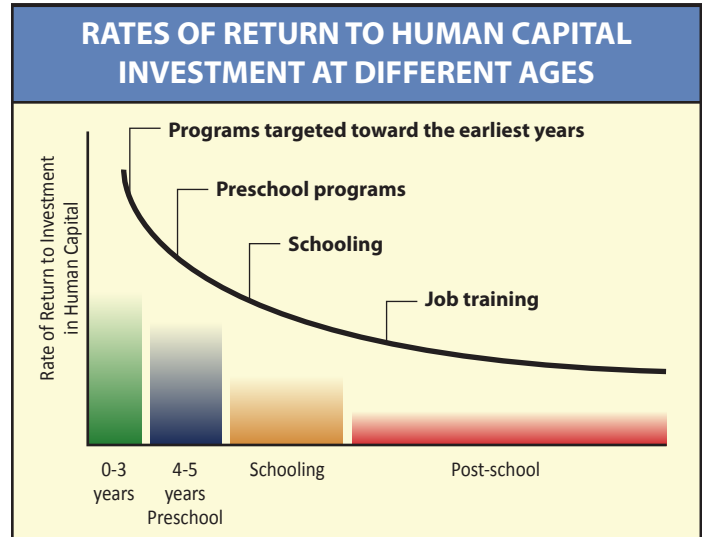 RATES OF RETURN TO HUMAN CAPITAL
INVESTMENT AT DIFFERENT AGES
Programs targeted toward the earliest years
Preschool programs
Schooling
Job training
Rate of Return to Investment
in Human Capital
0-3
years
4-5
years
Preschool
Schooling
Post-school